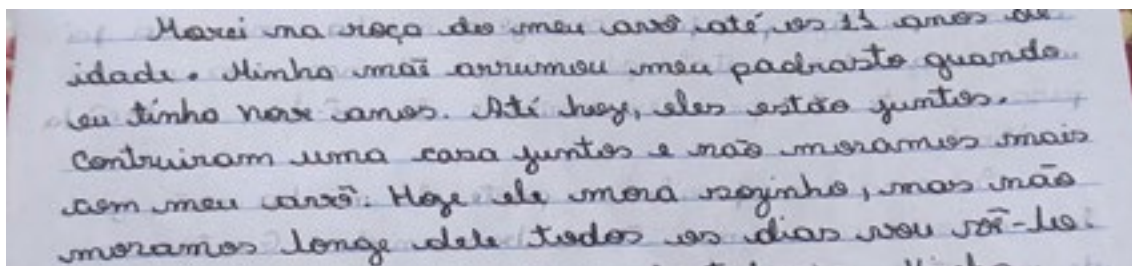 Morei na roça do meu avô até os 11 anos de
idade. Minha mãe arrumou meu padrasto quando
eu tinha nove anos. Até hoje, eles estão juntos.
Contruiram uma casa juntos e não moramos mais
com meu avô. Hoje ele mora sozinho, mas não
moramos longe dele todos os dias vou vê-lo.